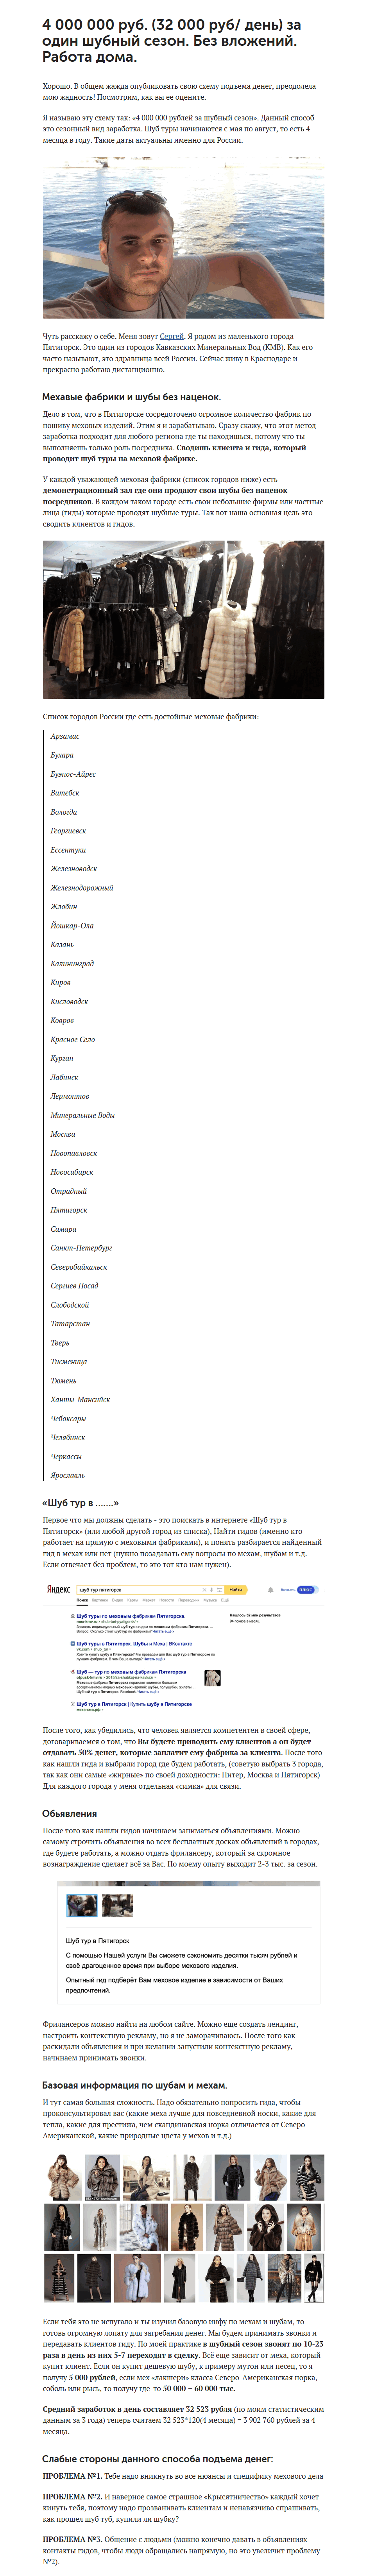 4 000 000 руб. (32 000 руб/ день) за
один шубный сезон. Без вложений.
Работа дома.
Хорошо. В общем жажда опубликовать свою схему подъема денег, преодолела
мою жадность! Посмотрим, как вы ее оцените.
Я называю эту схему так: «4 000 000 рублей за шубный сезон». Данный способ
это сезонный вид заработка. Шуб туры начинаются с мая по август, то есть 4
месяца в году. Такие даты актуальны именно для России.
Чуть расскажу о себе. Меня зовут Сергей. Я родом из маленького города
Пятигорск. Это один из городов Кавказских Минеральных Вод (КМВ). Как его
часто называют, это здравница всей России. Сейчас живу в Краснодаре и
прекрасно работаю дистанционно.
Мехавые фабрики и шубы без наценок.
Дело в том, что в Пятигорске сосредоточено огромное количество фабрик по
пошиву меховых изделий. Этим я и зарабатываю. Сразу скажу, что этот метод
заработка подходит для любого региона где ты находишься, потому что ты
выполняешь только роль посредника. Сводишь клиента и гида, который
проводит шуб туры на мехавой фабрике.
У каждой уважающей меховая фабрики (список городов ниже) есть
демонстрационный зал где они продают свои шубы без наценок
посредников. В каждом таком городе есть свои небольшие фирмы или частные
лица (гиды) которые проводят шубные туры. Так вот наша основная цель это
сводить клиентов и гидов.
Список городов России где есть достойные меховые фабрики:
Арзамас
Бухара
Буэнос-Айрес
Витебск
Вологда
Георгиевск
Ессентуки
Железноводск
Железнодорожный
Жлобин
Йошкар-Ола
Казань
Калининград
Киров
Кисловодск
Ковров
Красное Село
Курган
Лабинск
Лермонтов
Минеральные Воды
Москва
Новопавловск
Новосибирск
Отрадный
Пятигорск
Самара
Санкт-Петербург
Северобайкальск
Сергиев Посад
Слободской
Татарстан
Тверь
Тисменица
Тюмень
Ханты-Мансийск
Чебоксары
Челябинск
Черкассы
Ярославль
«Шуб тур в …….»
Первое что мы должны сделать - это поискать в интернете «Шуб тур в
Пятигорске» (или любой другой город из списка), Найти гидов (именно кто
работает на прямую с меховыми фабриками), и понять разбирается найденный
гид в мехах или нет (нужно позадавать ему вопросы по мехам, шубам и т.д.
Если отвечает без проблем, то это тот кто нам нужен).
Яндекс
шуб тур пятигорск
Найти
плюс
Поиск Картинки Видео Карты Маркет Новости
Шуб туры по меховым фабрикам Пятигорска.
Шуб туры в Пятигорск. Шубы и Меха | ВКонтакте
Шуб — тур по меховым фабрикам Пятигорска
Шуб тур в Пятигорск | Купить шубу в Пятигорске
После того, как убедились, что человек является компетентен в своей сфере,
договариваемся о том, что Вы будете приводить ему клиентов а он будет
отдавать 50% денег, которые заплатит ему фабрика за клиента. После того
как нашли гида и выбрали город где будем работать, (советую выбрать 3 города,
так как они самые «жирные» по своей доходности: Питер, Москва и Пятигорск)
Для каждого города у меня отдельная «симка» для связи.
Обьявления
После того как нашли гидов начинаем заниматься объявлениями. Можно
самому строчить объявления во всех бесплатных досках объявлений в городах,
где будете работать, а можно отдать фрилансеру, который за скромное
вознаграждение сделает всё за Вас. По моему опыту выходит 2-3 тыс. за сезон.
Шуб тур в Пятигорск
С помощью Нашей услуги Вы сможете сэкономить десятки тысяч рублей и
своё драгоценное время при выборе мехового изделия.
Опытный гид подберёт Вам меховое изделие в зависимости от Ваших
предпочтений.
Фрилансеров можно найти на любом сайте. Можно еще создать лендинг,
настроить контекстную рекламу, но я не заморачиваюсь. После того как
раскидали объявления и при желании запустили контекстную рекламу,
начинаем принимать звонки.
Базовая информация по шубам и мехам.
И тут самая большая сложность. Надо обязательно попросить гида, чтобы
проконсультировал вас (какие меха лучше для повседневной носки, какие для
тепла, какие для престижа, чем скандинавская норка отличается от Северо-
Американской, какие природные цвета у мехов и т.д.)
Если тебя это не испугало и ты изучил базовую инфу по мехам и шубам, то
готовь огромную лопату для загребания денег. Мы будем принимать звонки и
передавать клиентов гиду. По моей практике в шубный сезон звонят по 10-23
раза в день из них 5-7 переходят в сделку. Всё еще зависит от меха, который
купит клиент. Если он купит дешевую шубу, к примеру мутон или песец, то я
получу 5 000 рублей, если мех «лакшери» класса Северо-Американская норка,
соболь или рысь, то получу где-то 50 000 – 60 000 тыс.
Средний заработок в день составляет 32 523 рубля (по моим статистическим
данным за 3 года) теперь считаем 32 523*120(4 месяца) = 3 902 760 рублей за 4
месяца.
Слабые стороны данного способа подъема денег:
ПРОБЛЕМА №1. Тебе надо вникнуть во все нюансы и специфику мехового дела
ПРОБЛЕМА №2. И наверное самое страшное «Крысятничество» каждый хочет
кинуть тебя, поэтому надо прозванивать клиентам и ненавязчиво спрашивать,
как прошел шуб туг, купили ли шубку?
ПРОБЛЕМА №3. Общение с людьми (можно конечно давать в объявлениях
контакты гидов, чтобы люди обращались напрямую, но это увеличит проблему
№2).